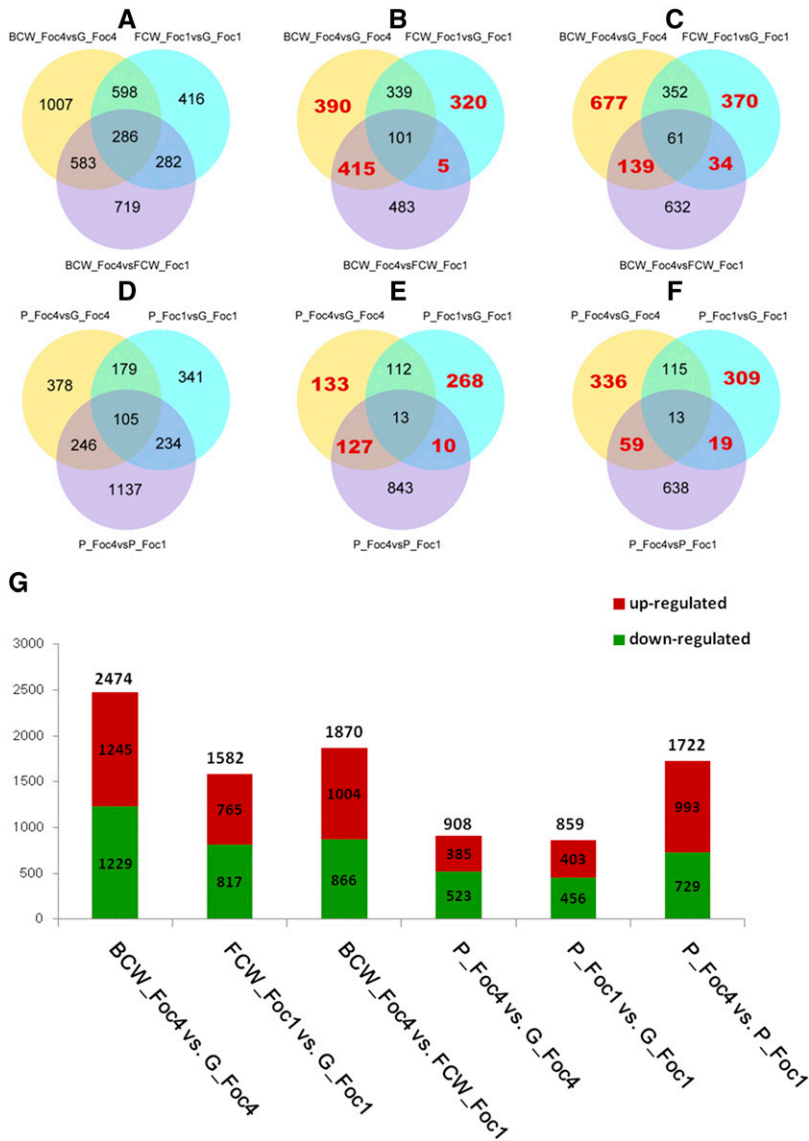 A
B
C
BCW_Foc4vsG_Foc4 FCW_Foc1vsG_Foc1
BCW_Foc4vsG_Foc4 FCW_Foc1vsG_Foc1
BCW_Foc4vsG_Foc4 FCW_Foc1vsG_Foc1
1007 598 416
286
583 282
719
390 339 320
101
415 5
483
677 352 370
61
139 34
632
BCW_Foc4vsFCW_Foc1
BCW_Foc4vsFCW_Foc1
BCW_Foc4vsFCW_Foc1
D
E
F
P_Foc4vsG_Foc4 P_Foc1vsG_Foc1
P_Foc4vsG_Foc4 P_Foc1vsG_Foc1
P_Foc4vsG_Foc4 P_Foc1vsG_Foc1
378 179 341
105
246 234
1137
133 112 268
13
127 10
843
336 115 309
13
59 19
638
P_Foc4vsP_Foc1
P_Foc4vsP_Foc1
P_Foc4vsP_Foc1
G
up-regulated
down-regulated
3000
2500
2000
1500
1000
500
0
2474
1245
1229
1582
765
817
1870
1004
866
908
385
523
859
403
456
1722
993
729
BCW_Foc4 vs. G_Foc4
FCW_Foc1 vs. G_Foc1
BCW_Foc4 vs. FCW_Foc1
P_Foc4 vs. G_Foc4
P_Foc1 vs. G_Foc1
P_Foc4 vs. P_Foc1